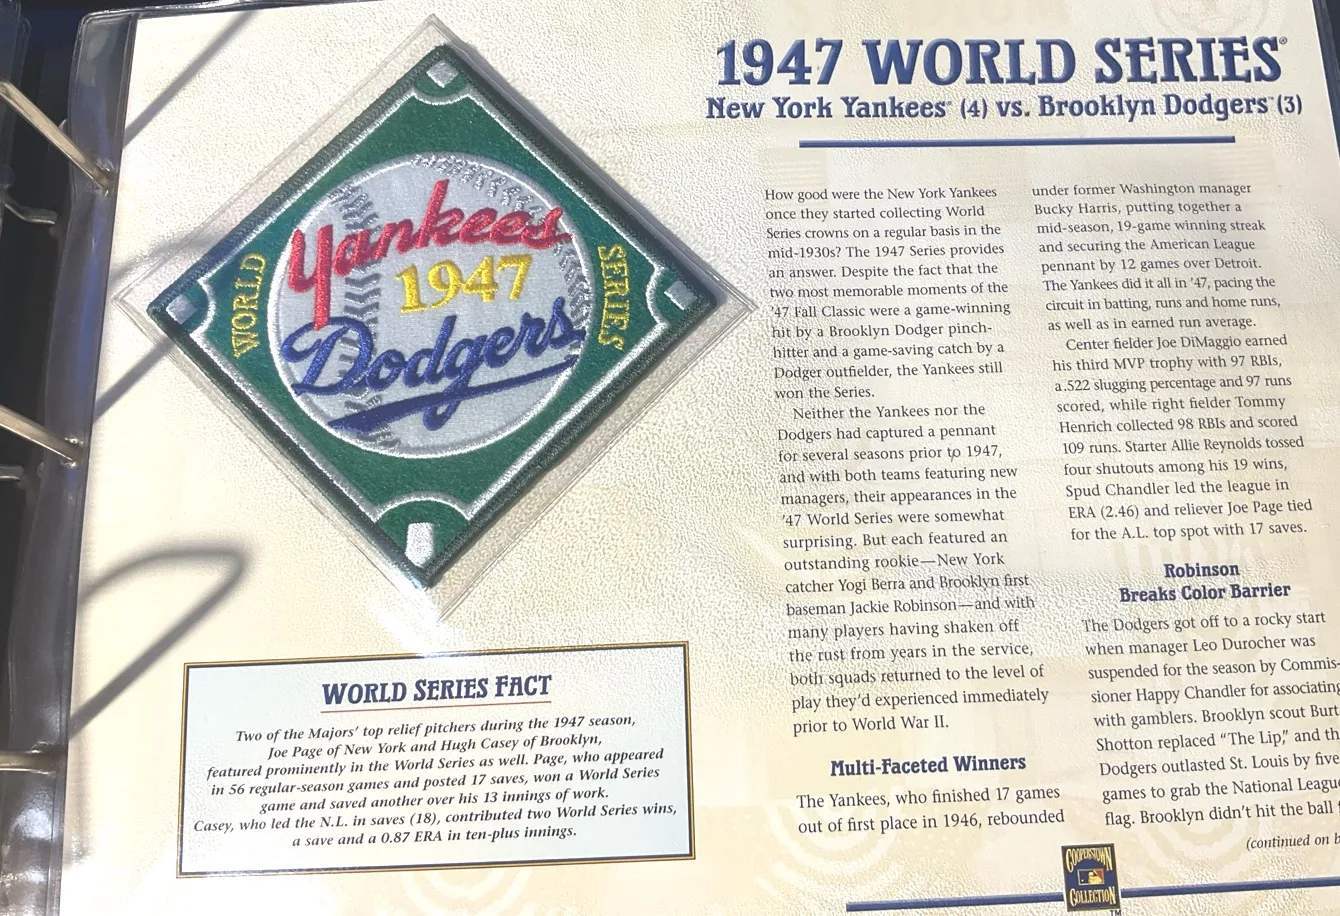 1947 WORLD SERIES®
New York Yankees™ (4) vs. Brooklyn Dodgers™ (3)
WORLD
Yankees
1947
Dodgers
SERIES
WORLD SERIES FACT
Two of the Majors' top relief pitchers during the 1947 season,
Joe Page of New York and Hugh Casey of Brooklyn,
featured prominently in the World Series as well. Page, who appeared
in 56 regular-season games and posted 17 saves, won a World Series
game and saved another over his 13 innings of work.
Casey, who led the N.L. in saves (18), contributed two World Series wins,
a save and a 0.87 ERA in ten-plus innings.
How good were the New York Yankees
once they started collecting World
Series crowns on a regular basis in the
mid-1930s? The 1947 Series provides
an answer. Despite the fact that the
two most memorable moments of the
'47 Fall Classic were a game-winning
hit by a Brooklyn Dodger pinch-
hitter and a game-saving catch by a
Dodger outfielder, the Yankees still
won the Series.
Neither the Yankees nor the
Dodgers had captured a pennant
for several seasons prior to 1947,
and with both teams featuring new
managers, their appearances in the
'47 World Series were somewhat
surprising. But each featured an
outstanding rookie—New York
catcher Yogi Berra and Brooklyn first
baseman Jackie Robinson—and with
many players having shaken off
the rust from years in the service,
both squads returned to the level of
play they'd experienced immediately
prior to World War II.
Multi-Faceted Winners
The Yankees, who finished 17 games
out of first place in 1946, rebounded
under former Washington manager
Bucky Harris, putting together a
mid-season, 19-game winning streak
and securing the American League
pennant by 12 games over Detroit.
The Yankees did it all in '47, pacing the
circuit in batting, runs and home runs,
as well as in earned run average.
Center fielder Joe DiMaggio earned
his third MVP trophy with 97 RBIs,
a .522 slugging percentage and 97 runs
scored, while right fielder Tommy
Henrich collected 98 RBIs and scored
109 runs. Starter Allie Reynolds tossed
four shutouts among his 19 wins,
Spud Chandler led the league in
ERA (2.46) and reliever Joe Page tied
for the A.L. top spot with 17 saves.
Robinson
Breaks Color Barrier
The Dodgers got off to a rocky start
when manager Leo Durocher was
suspended for the season by Commis-
sioner Happy Chandler for associating
with gamblers. Brooklyn scout Burt
Shotton replaced "The Lip," and th
Dodgers outlasted St. Louis by five
games to grab the National League
flag. Brooklyn didn't hit the ball
(continued on b
COOPERSTOWN
COLLECTION
TM